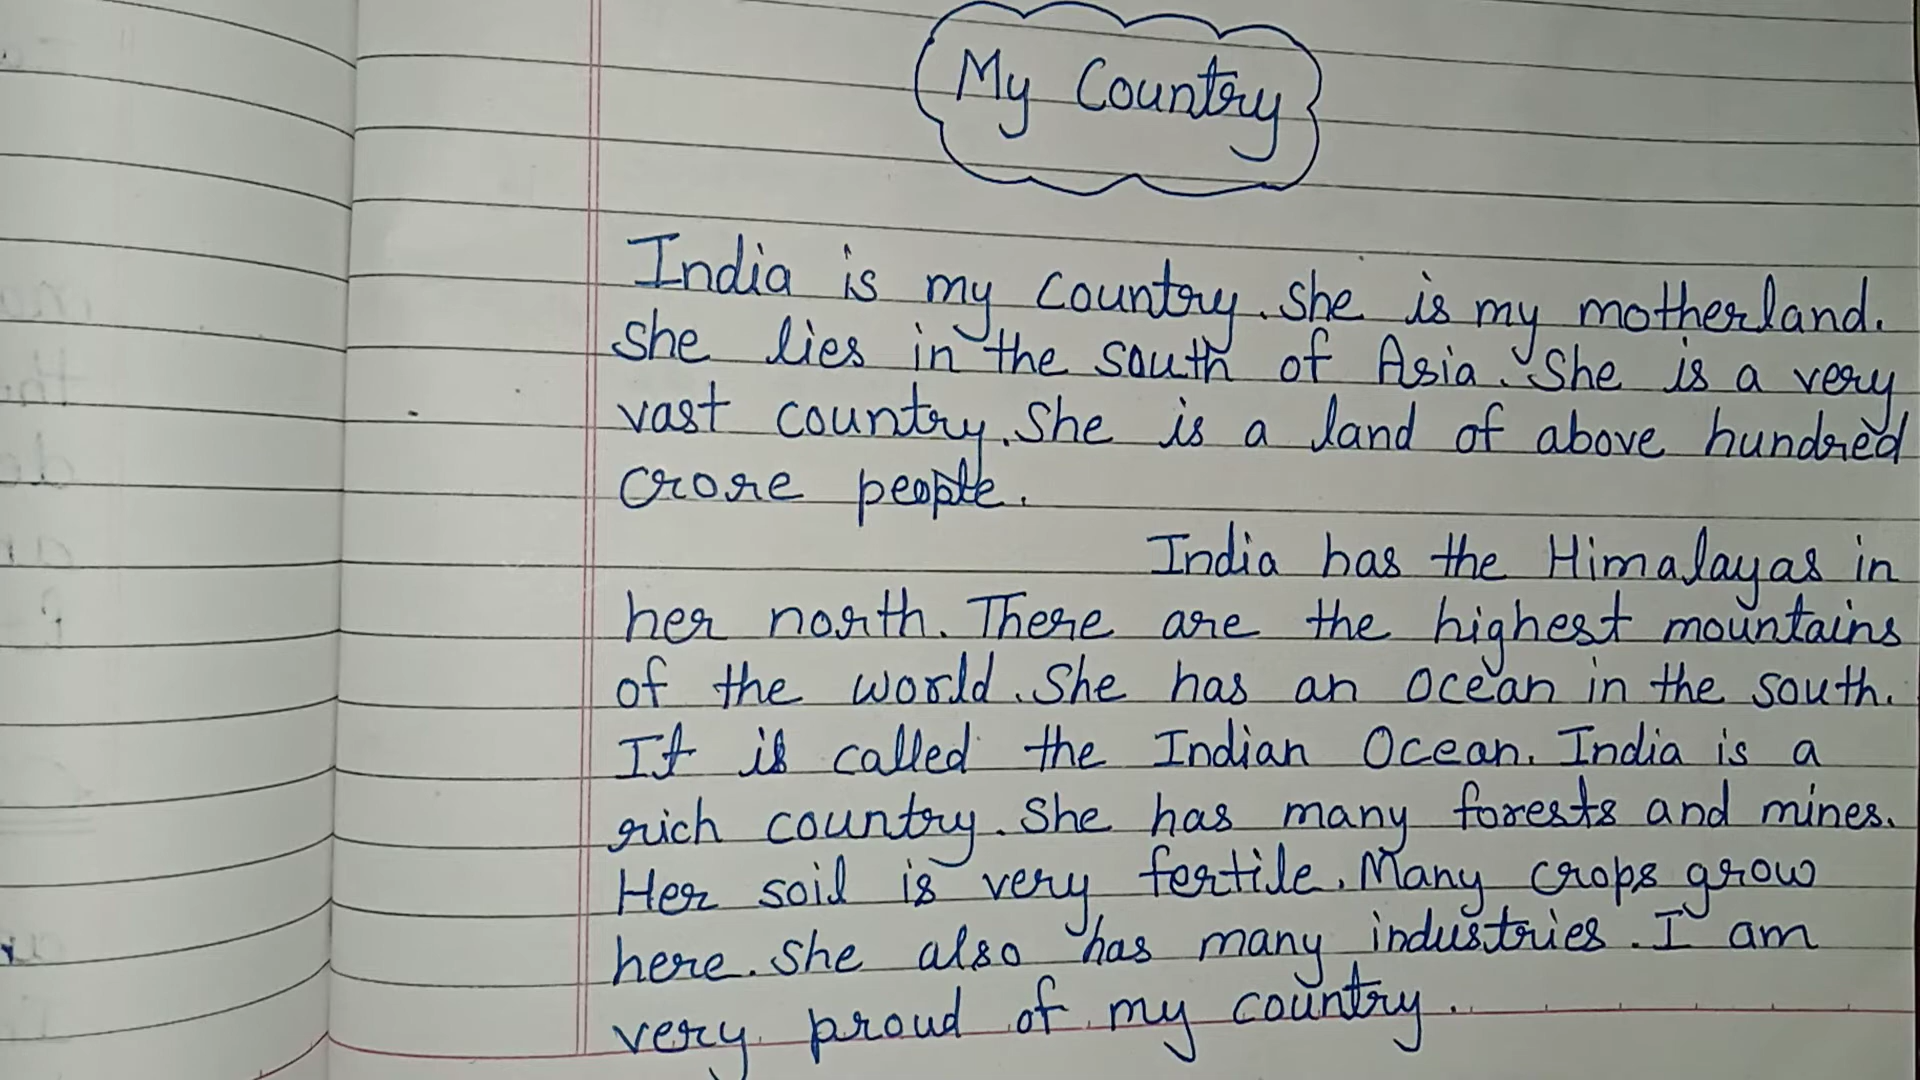 My Country
India is my country. She is my motherland.
She lies in the south of Asia. She is a very
vast country. She is a land of above hundred
crore people.
India has the Himalayas in
her north. There are the highest mountains
of the world. She has an ocean in the south.
It is called the Indian Ocean. India is a
rich country. She has many forests and mines.
Her soil is very fertile. Many crops grow
here. She also has many industries. I am
very proud of my country.